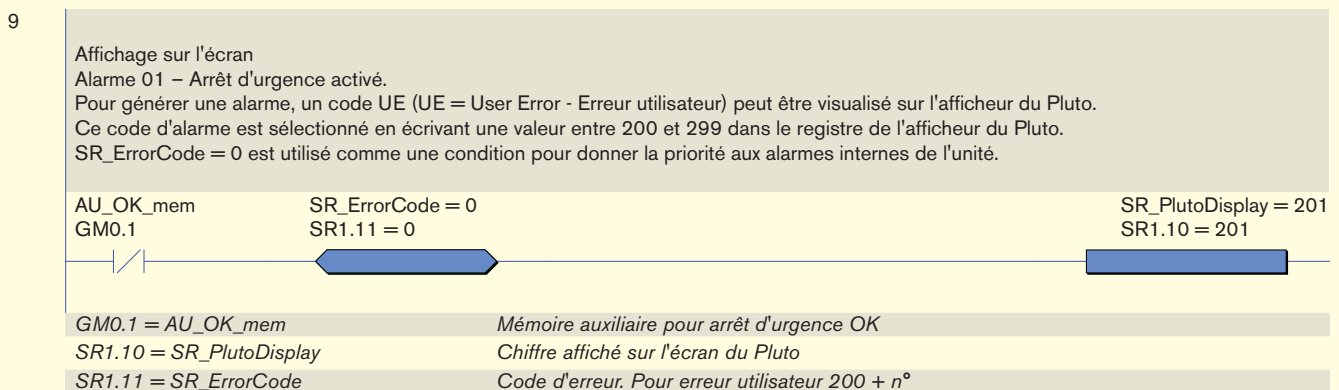 9
Affichage sur l'écran
Alarme 01 – Arrêt d'urgence activé.
Pour générer une alarme, un code UE (UE = User Error - Erreur utilisateur) peut être visualisé sur l'afficheur du Pluto.
Ce code d'alarme est sélectionné en écrivant une valeur entre 200 et 299 dans le registre de l'afficheur du Pluto.
SR_ErrorCode = 0 est utilisé comme une condition pour donner la priorité aux alarmes internes de l'unité.
AU_OK_mem SR_ErrorCode = 0 SR_PlutoDisplay = 201
GM0.1 SR1.11 = 0 SR1.10 = 201
GM0.1 = AU_OK_mem Mémoire auxiliaire pour arrêt d'urgence OK
SR1.10 = SR_PlutoDisplay Chiffre affiché sur l'écran du Pluto
SR1.11 = SR_ErrorCode Code d'erreur. Pour erreur utilisateur 200 + n°